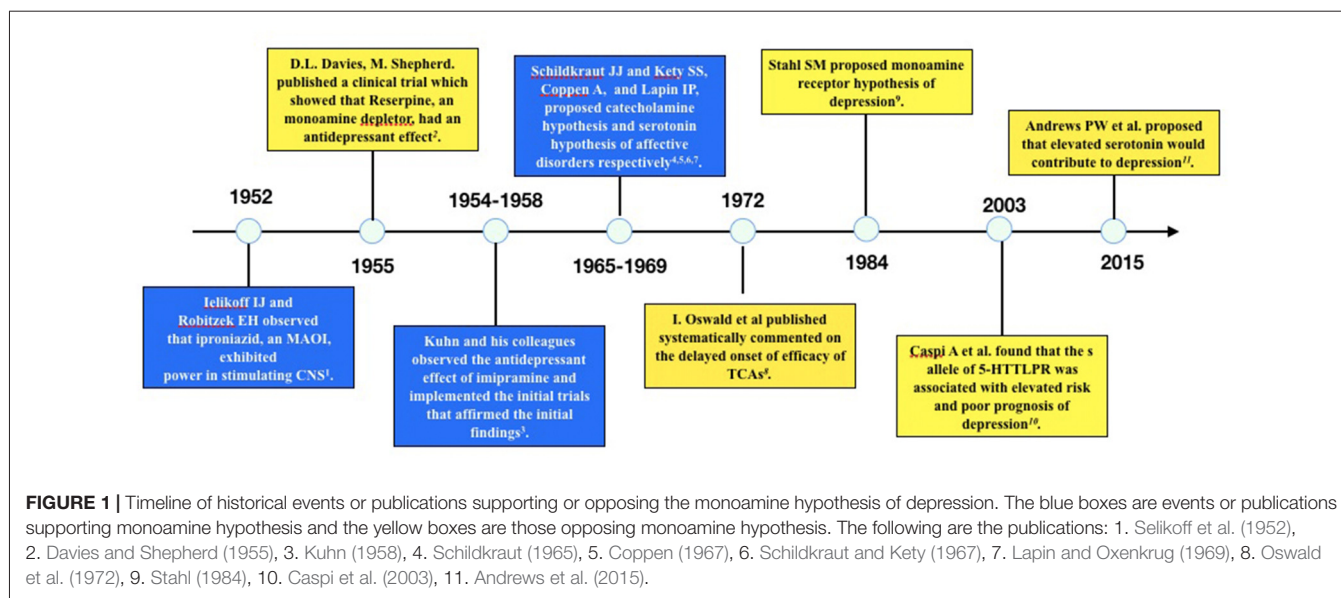 D.L. Davies, M. Shepherd.
published a clinical trial which
showed that Reserpine, an
monoamine depletor, had an
antidepressant effect².
Schildkraut JJ and Kety SS,
Coppen A, and Lapin IP,
proposed catecholamine
hypothesis and serotonin
hypothesis of affective
disorders respectively⁴,⁵,⁶,⁷.
Stahl SM proposed monoamine
receptor hypothesis of
depression⁹.
Andrews PW et al. proposed
that elevated serotonin would
contribute to depression¹¹.
1952
1954-1958
1972
2003
1955
1965-1969
1984
2015
Ielikoff IJ and
Robitzek EH observed
that iproniazid, an MAOI,
exhibited
power in stimulating CNS¹.
Kuhn and his colleagues
observed the antidepressant
effect of imipramine and
implemented the initial trials
that affirmed the initial
findings³.
I. Oswald et al published
systematically commented on
the delayed onset of efficacy of
TCAs⁸.
Caspi A et al. found that the s
allele of 5-HTTLPR was
associated with elevated risk
and poor prognosis of
depression¹⁰.
FIGURE 1 | Timeline of historical events or publications supporting or opposing the monoamine hypothesis of depression. The blue boxes are events or publications
supporting monoamine hypothesis and the yellow boxes are those opposing monoamine hypothesis. The following are the publications: 1. Selikoff et al. (1952),
2. Davies and Shepherd (1955), 3. Kuhn (1958), 4. Schildkraut (1965), 5. Coppen (1967), 6. Schildkraut and Kety (1967), 7. Lapin and Oxenkrug (1969), 8. Oswald
et al. (1972), 9. Stahl (1984), 10. Caspi et al. (2003), 11. Andrews et al. (2015).